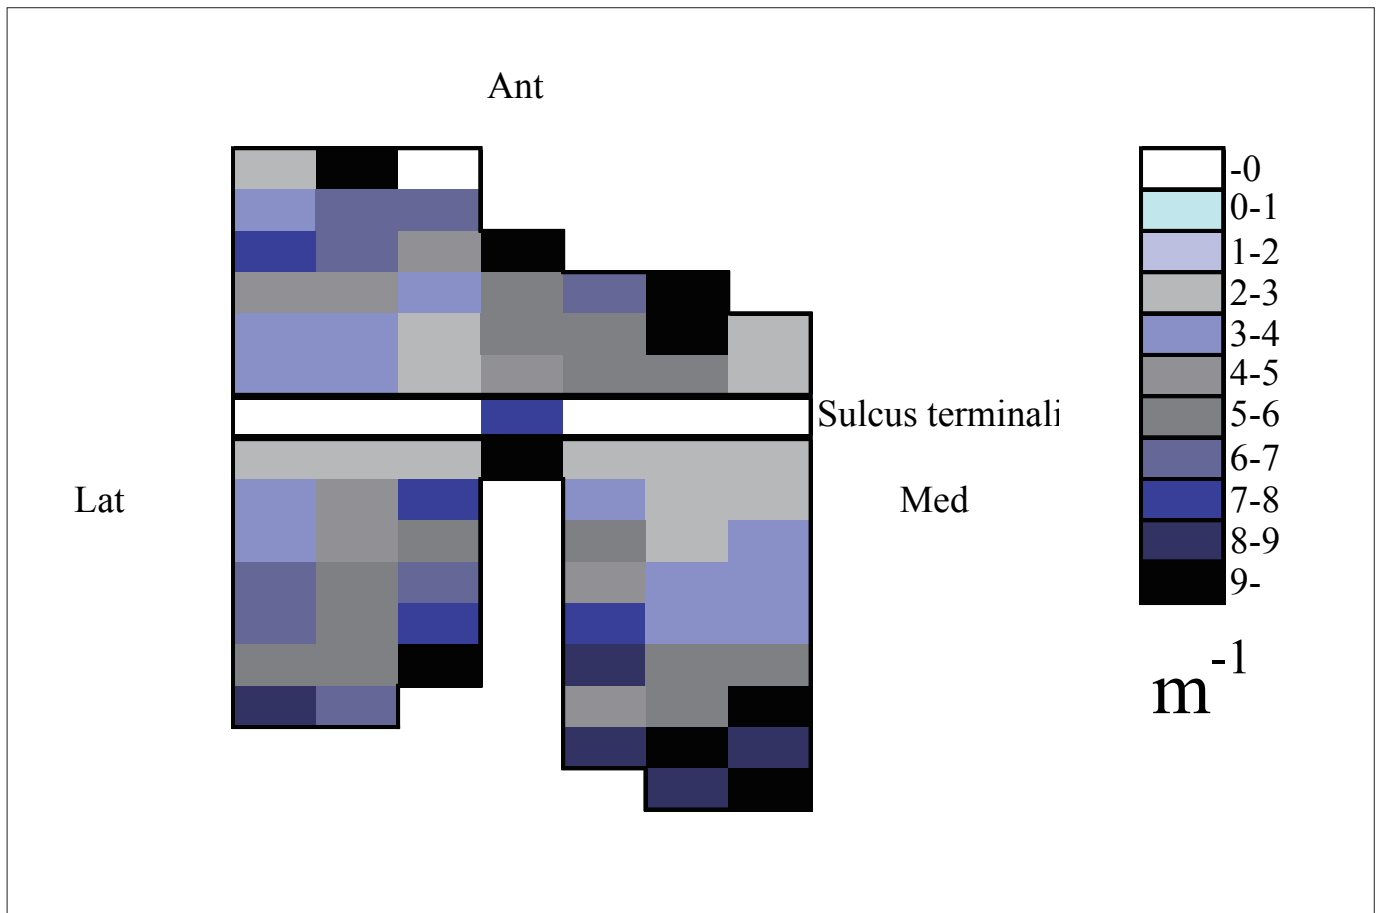 Ant
-0
0-1
1-2
2-3
3-4
4-5
5-6
6-7
7-8
8-9
9-
Sulcus terminali
Lat
Med
m-1